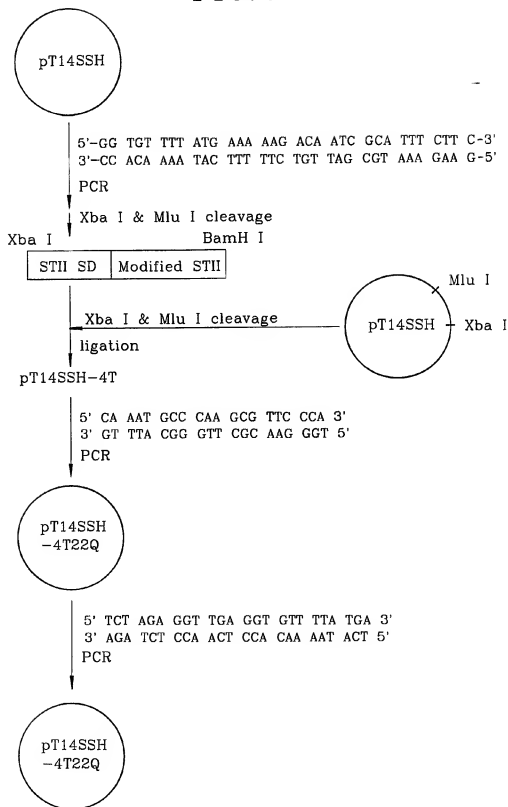 pT14SSH
5'-GG TGT TTT ATG AAA AAG ACA ATC GCA TTT CTT C-3'
3'-CC ACA AAA TAC TTT TTC TGT TAG CGT AAA GAA G-5'
PCR
Xba I & Mlu I cleavage
Xba I
BamH I
STII SD
Modified STII
Mlu I
Xba I & Mlu I cleavage
pT14SSH
Xba I
ligation
pT14SSH-4T
5' CA AAT GCC CAA GCG TTC CCA 3'
3' GT TTA CGG GTT CGC AAG GGT 5'
PCR
pT14SSH
-4T22Q
5' TCT AGA GGT TGA GGT GTT TTA TGA 3'
3' AGA TCT CCA ACT CCA CAA AAT ACT 5'
PCR
pT14SSH
-4T22Q